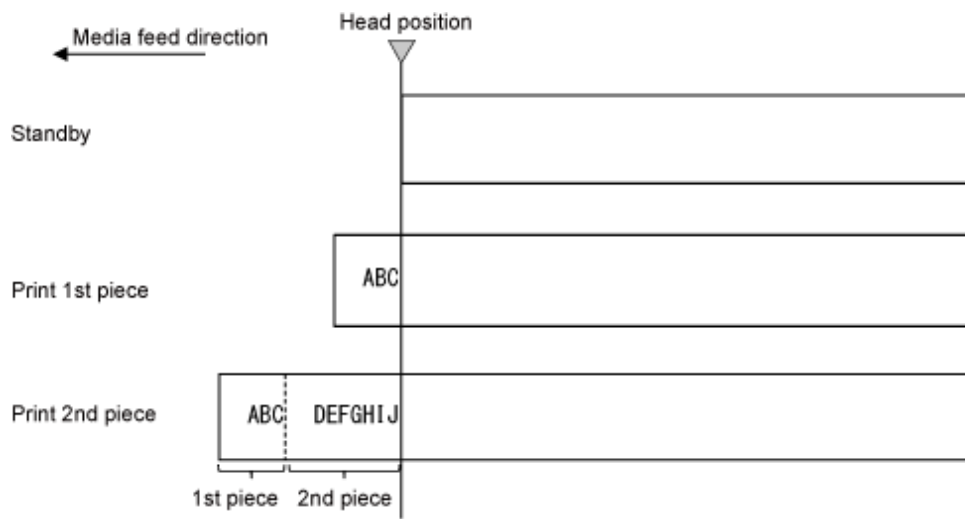 Head position
Media feed direction
Standby
ABC
Print 1st piece
Print 2nd piece ABC DEFGHIJ
1st piece 2nd piece